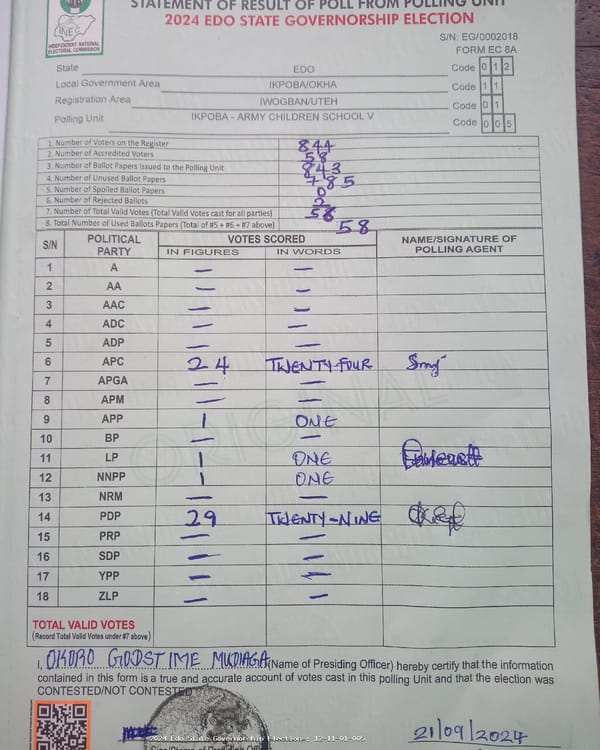 STATEMENT OF RESULT OF POLL FROM POLLING UNIT
2024 EDO STATE GOVERNORSHIP ELECTION
INEC
INDEPENDENT NATIONAL
ELECTORAL COMMISSION
S/N: EG/0002018
FORM EC 8A
State EDO Code 0 1 2
Local Government Area IKPOBA/OKHA Code 1 1
Registration Area IWOGBAN/UTEH Code 0 1
Polling Unit IKPOBA - ARMY CHILDREN SCHOOL V Code 0 0 5
1. Number of Voters on the Register 844
2. Number of Accredited Voters 58
3. Number of Ballot Papers Issued to the Polling Unit 843
4. Number of Unused Ballot Papers 785
5. Number of Spoiled Ballot Papers 0
6. Number of Rejected Ballots 2
7. Number of Total Valid Votes (Total Valid Votes cast for all parties)
8. Total Number of Used Ballots Papers (Total of #5 + #6 + #7 above) 58
S/N POLITICAL PARTY VOTES SCORED NAME/SIGNATURE OF POLLING AGENT
IN FIGURES IN WORDS
1 A — —
2 AA — —
3 AAC — —
4 ADC — —
5 ADP — —
6 APC 24 TWENTY-FOUR
7 APGA — —
8 APM — —
9 APP 1 ONE
10 BP — —
11 LP 1 ONE
12 NNPP 1 ONE
13 NRM — —
14 PDP 29 TWENTY-NINE
15 PRP — —
16 SDP — —
17 YPP — —
18 ZLP — —
ORIGINAL
TOTAL VALID VOTES
(Record Total Valid Votes under #7 above)
I, OKORO GOODSTIME MUDIAGA (Name of Presiding Officer) hereby certify that the information
contained in this form is a true and accurate account of votes cast in this polling Unit and that the election was
CONTESTED/NOT CONTESTED
2024 Edo State Governorship Election - 12-11-01-005
21/09/2024